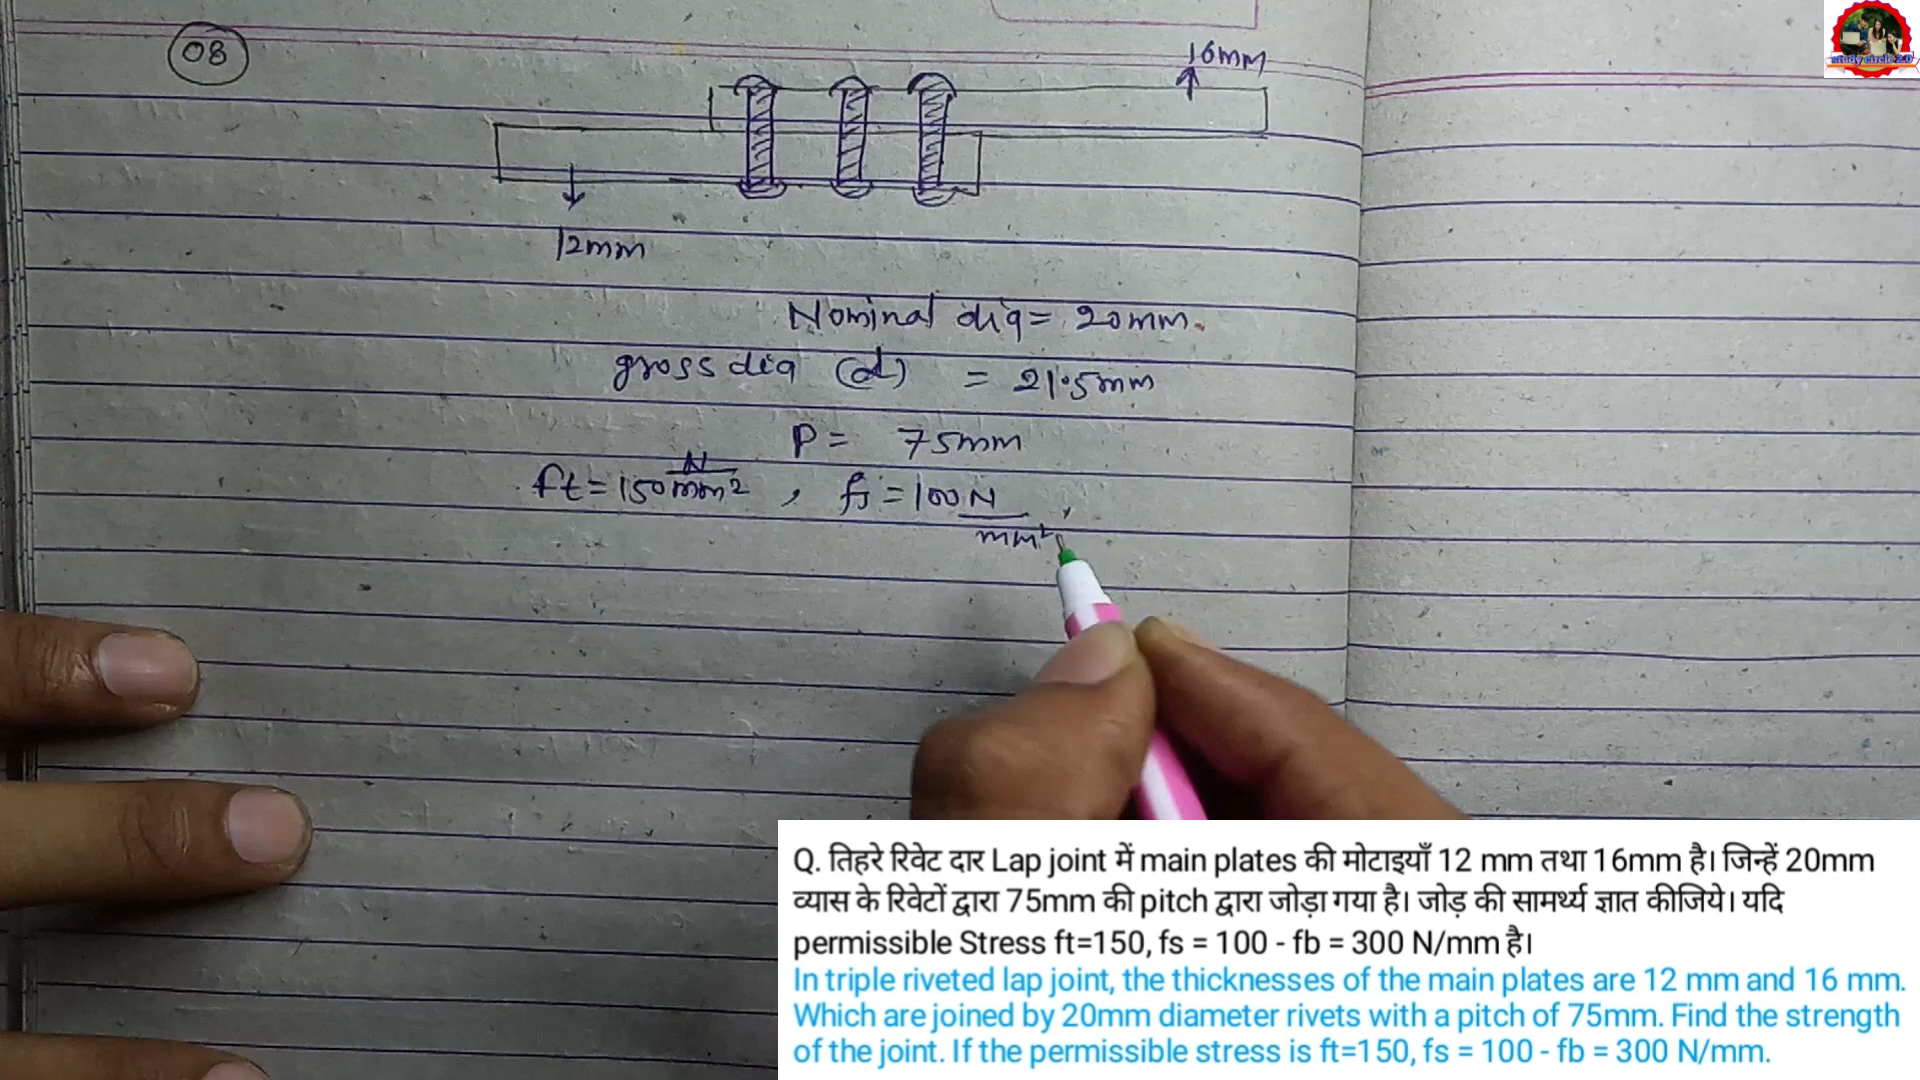 08
16mm
12mm
Nominal dia = 20mm.
gross dia (d) = 21.5mm
P = 75mm
ft = 150 N/mm², fs = 100 N/mm²,
study circle 2.0
Q. तिहरे रिवेट दार Lap joint में main plates की मोटाइयाँ 12 mm तथा 16mm है। जिन्हें 20mm
व्यास के रिवेटों द्वारा 75mm की pitch द्वारा जोड़ा गया है। जोड़ की सामर्थ्य ज्ञात कीजिये। यदि
permissible Stress ft=150, fs = 100 - fb = 300 N/mm है।
In triple riveted lap joint, the thicknesses of the main plates are 12 mm and 16 mm.
Which are joined by 20mm diameter rivets with a pitch of 75mm. Find the strength
of the joint. If the permissible stress is ft=150, fs = 100 - fb = 300 N/mm.